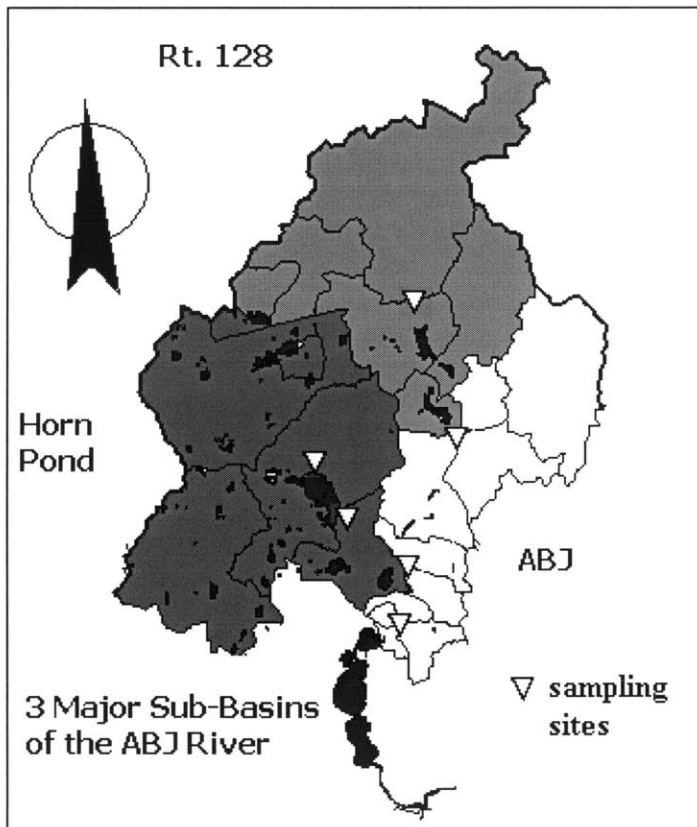 Rt. 128
Horn
Pond
ABJ
3 Major Sub-Basins
of the ABJ River
sampling
sites